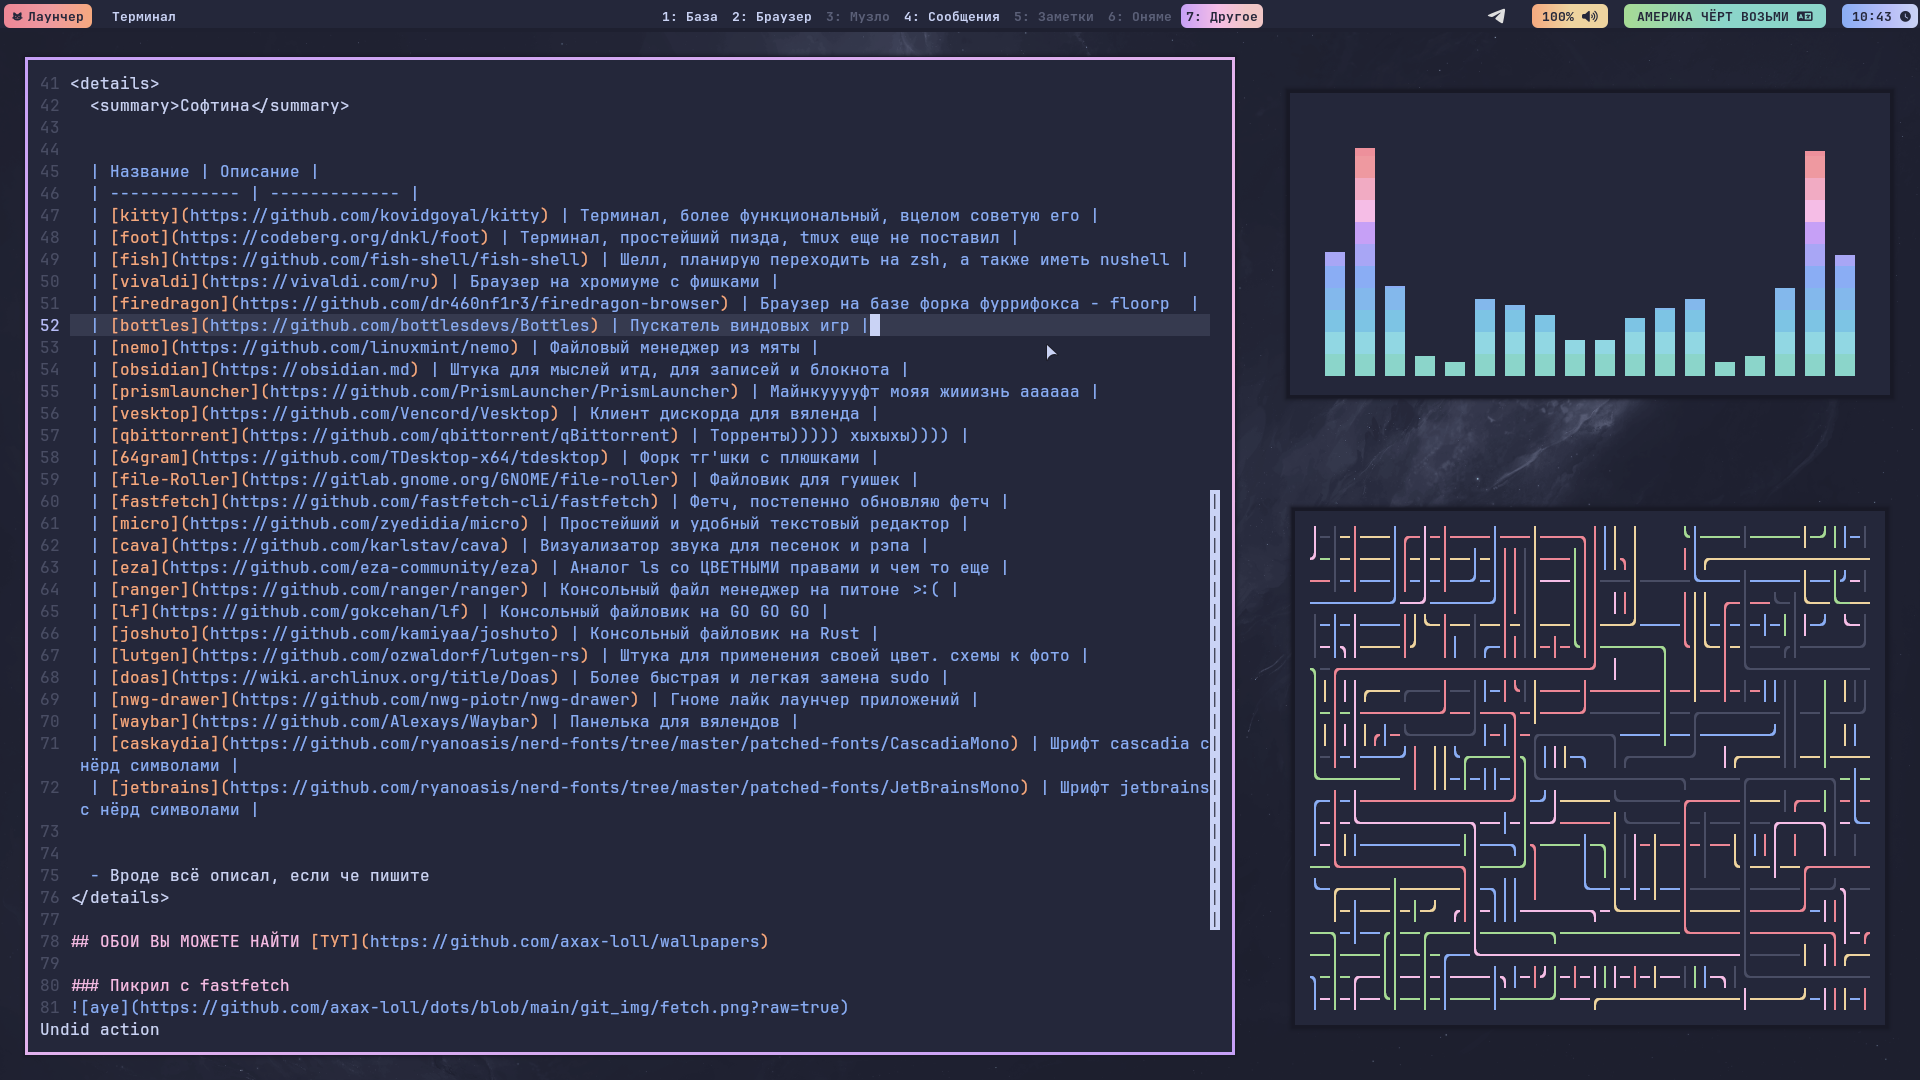 Лаунчер Терминал 1: База 2: Браузер 3: Музло 4: Сообщения 5: Заметки 6: Оняме 7: Другое 100% АМЕРИКА ЧЁРТ ВОЗЬМИ 10:43
41 <details>
42   <summary>Софтина</summary>
43
44
45   | Название | Описание |
46   | ------------- | ------------- |
47   | [kitty](https://github.com/kovidgoyal/kitty) | Терминал, более функциональный, вцелом советую его |
48   | [foot](https://codeberg.org/dnkl/foot) | Терминал, простейший пизда, tmux еще не поставил |
49   | [fish](https://github.com/fish-shell/fish-shell) | Шелл, планирую переходить на zsh, а также иметь nushell |
50   | [vivaldi](https://vivaldi.com/ru) | Браузер на хромиуме с фишками |
51   | [firedragon](https://github.com/dr460nf1r3/firedragon-browser) | Браузер на базе форка фуррифокса - floorp  |
52   | [bottles](https://github.com/bottlesdevs/Bottles) | Пускатель виндовых игр |
53   | [nemo](https://github.com/linuxmint/nemo) | Файловый менеджер из мяты |
54   | [obsidian](https://obsidian.md) | Штука для мыслей итд, для записей и блокнота |
55   | [prismlauncher](https://github.com/PrismLauncher/PrismLauncher) | Майнкууууфт мояя жииизнь аааааа |
56   | [vesktop](https://github.com/Vencord/Vesktop) | Клиент дискорда для вяленда |
57   | [qbittorrent](https://github.com/qbittorrent/qBittorrent) | Торренты))))) хыхыхы)))) |
58   | [64gram](https://github.com/TDesktop-x64/tdesktop) | Форк тг'шки с плюшками |
59   | [file-Roller](https://gitlab.gnome.org/GNOME/file-roller) | Файловик для гуишек |
60   | [fastfetch](https://github.com/fastfetch-cli/fastfetch) | Фетч, постепенно обновляю фетч |
61   | [micro](https://github.com/zyedidia/micro) | Простейший и удобный текстовый редактор |
62   | [cava](https://github.com/karlstav/cava) | Визуализатор звука для песенок и рэпа |
63   | [eza](https://github.com/eza-community/eza) | Аналог ls со ЦВЕТНЫМИ правами и чем то еще |
64   | [ranger](https://github.com/ranger/ranger) | Консольный файл менеджер на питоне >:( |
65   | [lf](https://github.com/gokcehan/lf) | Консольный файловик на GO GO GO |
66   | [joshuto](https://github.com/kamiyaa/joshuto) | Консольный файловик на Rust |
67   | [lutgen](https://github.com/ozwaldorf/lutgen-rs) | Штука для применения своей цвет. схемы к фото |
68   | [doas](https://wiki.archlinux.org/title/Doas) | Более быстрая и легкая замена sudo |
69   | [nwg-drawer](https://github.com/nwg-piotr/nwg-drawer) | Гноме лайк лаунчер приложений |
70   | [waybar](https://github.com/Alexays/Waybar) | Панелька для вялендов |
71   | [caskaydia](https://github.com/ryanoasis/nerd-fonts/tree/master/patched-fonts/CascadiaMono) | Шрифт cascadia с
нёрд символами |
72   | [jetbrains](https://github.com/ryanoasis/nerd-fonts/tree/master/patched-fonts/JetBrainsMono) | Шрифт jetbrains
с нёрд символами |
73
74
75   - Вроде всё описал, если че пишите
76 </details>
77
78 ## ОБОИ ВЫ МОЖЕТЕ НАЙТИ [ТУТ](https://github.com/axax-loll/wallpapers)
79
80 ### Пикрил с fastfetch
81 ![aye](https://github.com/axax-loll/dots/blob/main/git_img/fetch.png?raw=true)
Undid action